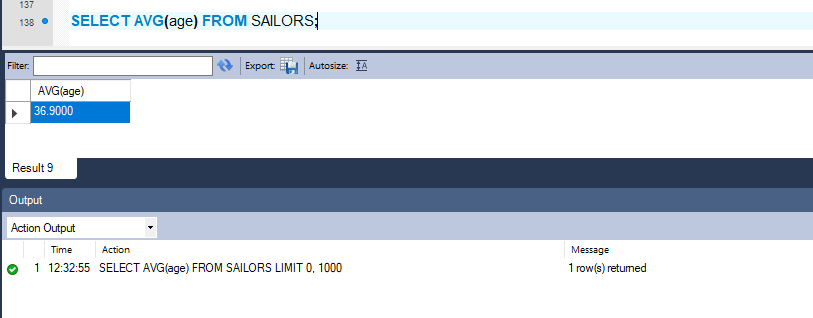 137
138 SELECT AVG(age) FROM SAILORS;
Filter: Export: Autosize: A
AVG(age)
36.9000
Result 9
Output
Action Output
Time Action Message
1 12:32:55 SELECT AVG(age) FROM SAILORS LIMIT 0, 1000 1 row(s) returned